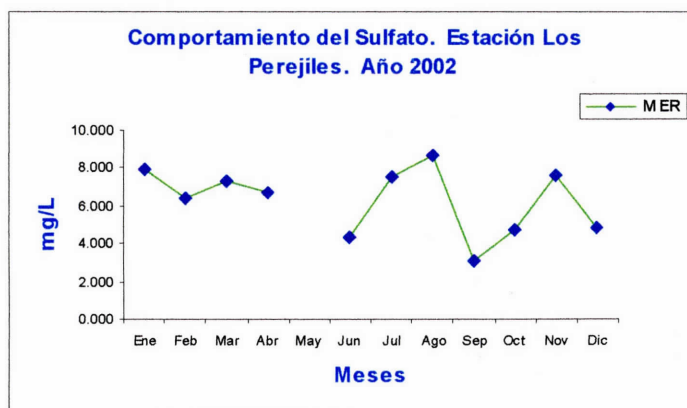 Comportamiento del Sulfato. Estación Los
Perejiles. Año 2002
MER
10.000
8.000
6.000
4.000
2.000
0.000
mg/L
Ene Feb Mar Abr May Jun Jul Ago Sep Oct Nov Dic
Meses